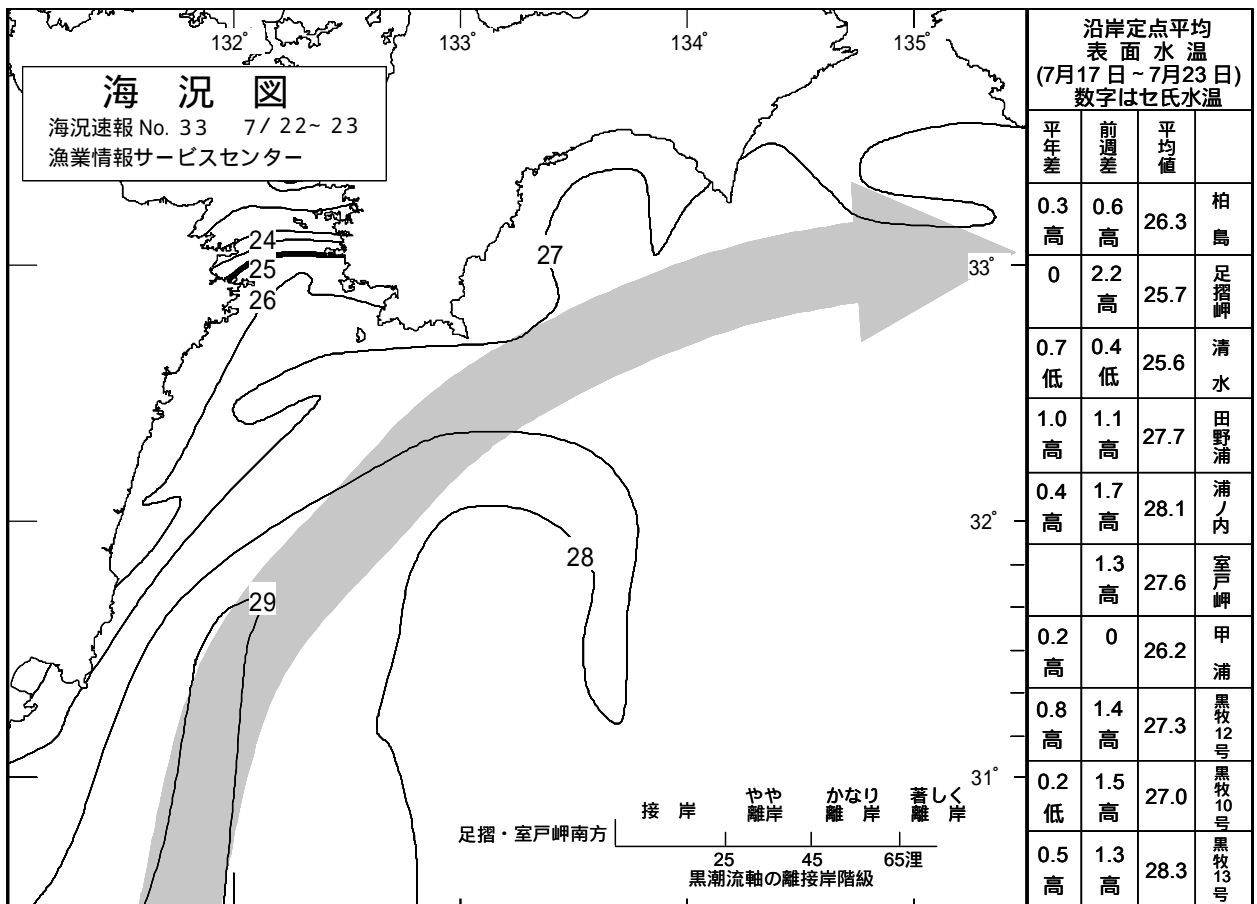 132°
133°
134°
135°
海 況 図
海況速報 No. 33 7/ 22~ 23
漁業情報サービスセンター
24
25
26
27
28
29
33°
32°
31°
接 岸
やや
離岸
かなり
離 岸
著しく
離 岸
足摺・室戸岬南方
25 45 65浬
黒潮流軸の離接岸階級
沿岸定点平均
表 面 水 温
(7月17 日 ~ 7月23 日)
数字はセ氏水温
平年差 前週差 平均値
0.3高 0.6高 26.3 柏島
0 2.2高 25.7 足摺岬
0.7低 0.4低 25.6 清水
1.0高 1.1高 27.7 田野浦
0.4高 1.7高 28.1 浦ノ内
1.3高 27.6 室戸岬
0.2高 0 26.2 甲浦
0.8高 1.4高 27.3 黒牧12号
0.2低 1.5高 27.0 黒牧10号
0.5高 1.3高 28.3 黒牧13号